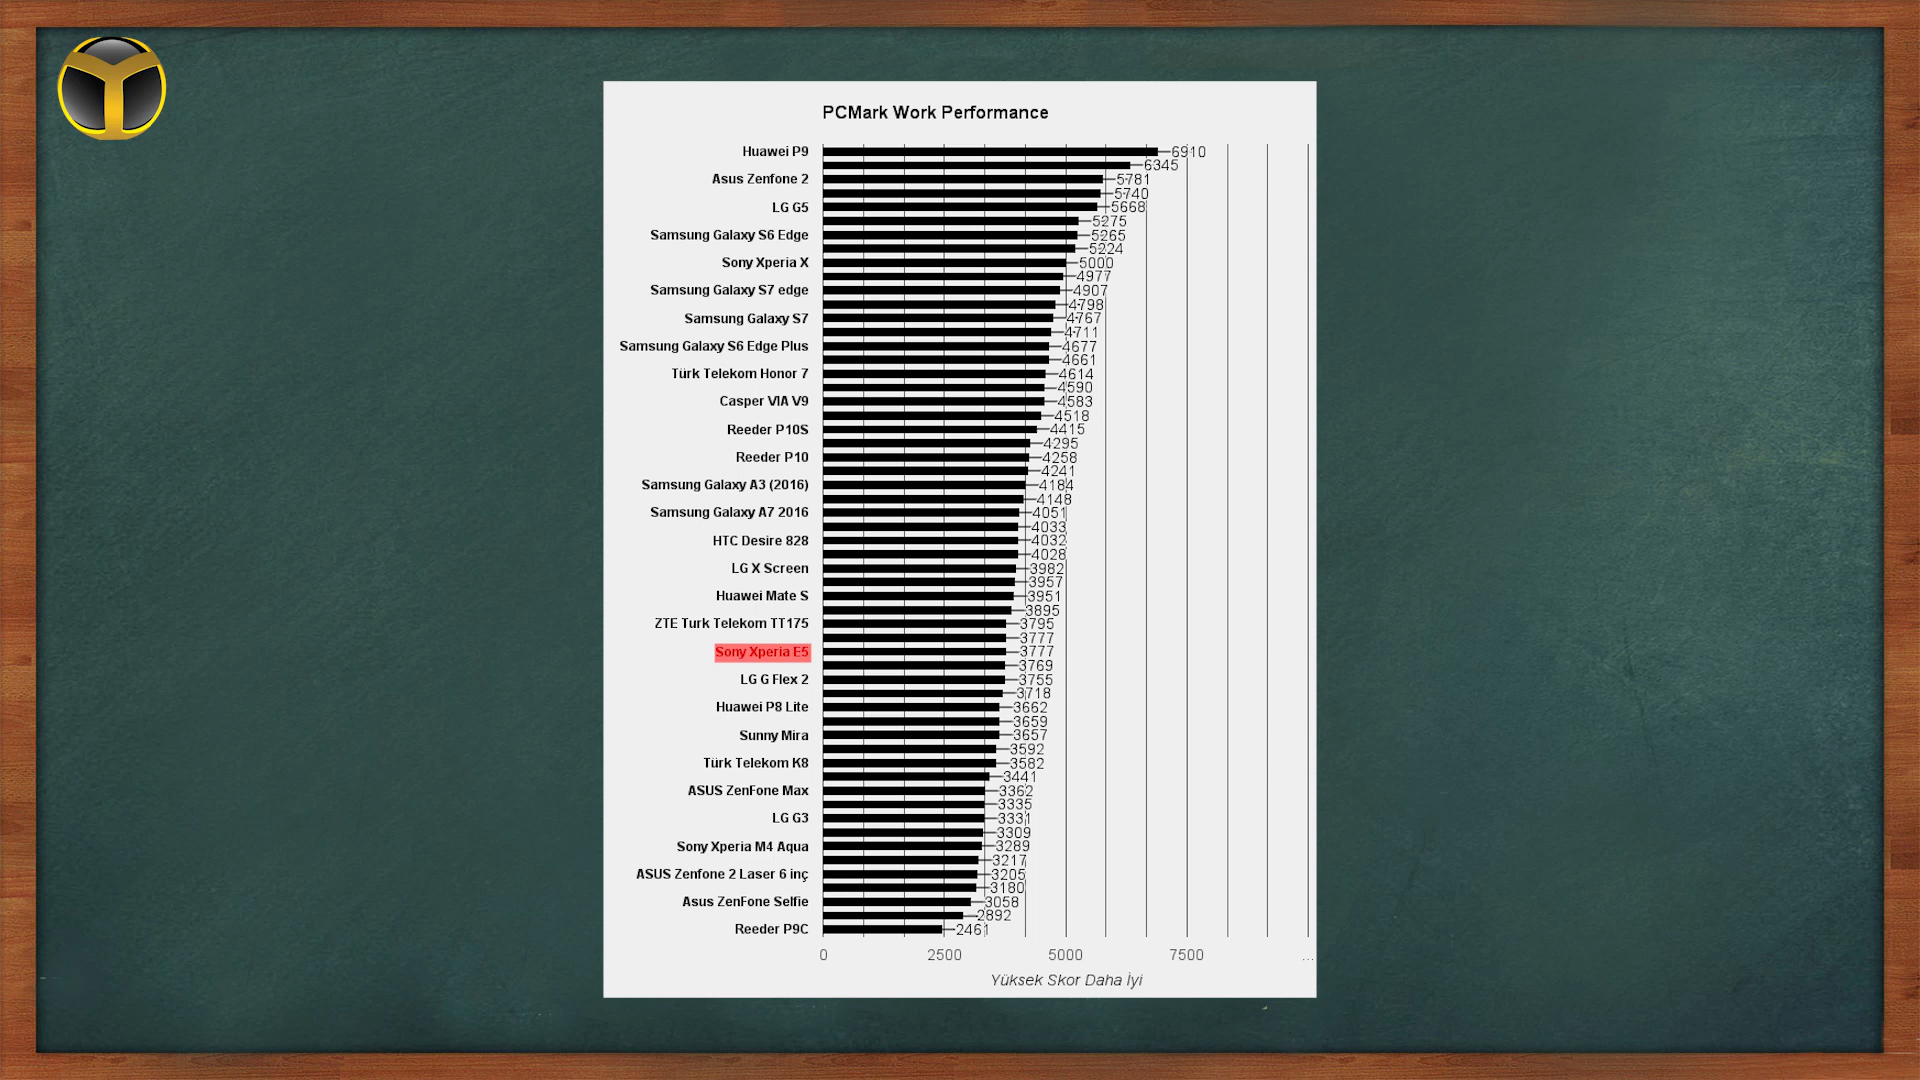 PCMark Work Performance
Huawei P9 6910
6345
Asus Zenfone 2 5781
5740
LG G5 5668
5275
Samsung Galaxy S6 Edge 5265
5224
Sony Xperia X 5000
4977
Samsung Galaxy S7 edge 4907
4798
Samsung Galaxy S7 4767
4711
Samsung Galaxy S6 Edge Plus 4677
4661
Türk Telekom Honor 7 4614
4590
Casper VIA V9 4583
4518
Reeder P10S 4415
4295
Reeder P10 4258
4241
Samsung Galaxy A3 (2016) 4184
4148
Samsung Galaxy A7 2016 4051
4033
HTC Desire 828 4032
4028
LG X Screen 3982
3957
Huawei Mate S 3951
3895
ZTE Turk Telekom TT175 3795
3777
Sony Xperia E5 3777
3769
LG G Flex 2 3755
3718
Huawei P8 Lite 3662
3659
Sunny Mira 3657
3592
Türk Telekom K8 3582
3441
ASUS ZenFone Max 3362
3335
LG G3 3331
3309
Sony Xperia M4 Aqua 3289
3217
ASUS Zenfone 2 Laser 6 inç 3205
3180
Asus ZenFone Selfie 3058
2892
Reeder P9C 2461
0 2500 5000 7500 ...
Yüksek Skor Daha İyi